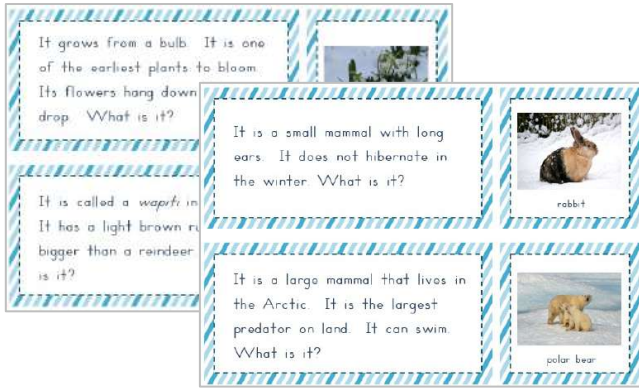 It grows from a bulb. It is one
of the earliest plants to bloom.
Its flowers hang down
drop. What is it?
It is called a wapiti in
It has a light brown
bigger than a reindeer
is it?
It is a small mammal with long
ears. It does not hibernate in
the winter. What is it?
rabbit
It is a large mammal that lives in
the Arctic. It is the largest
predator on land. It can swim.
What is it?
polar bear